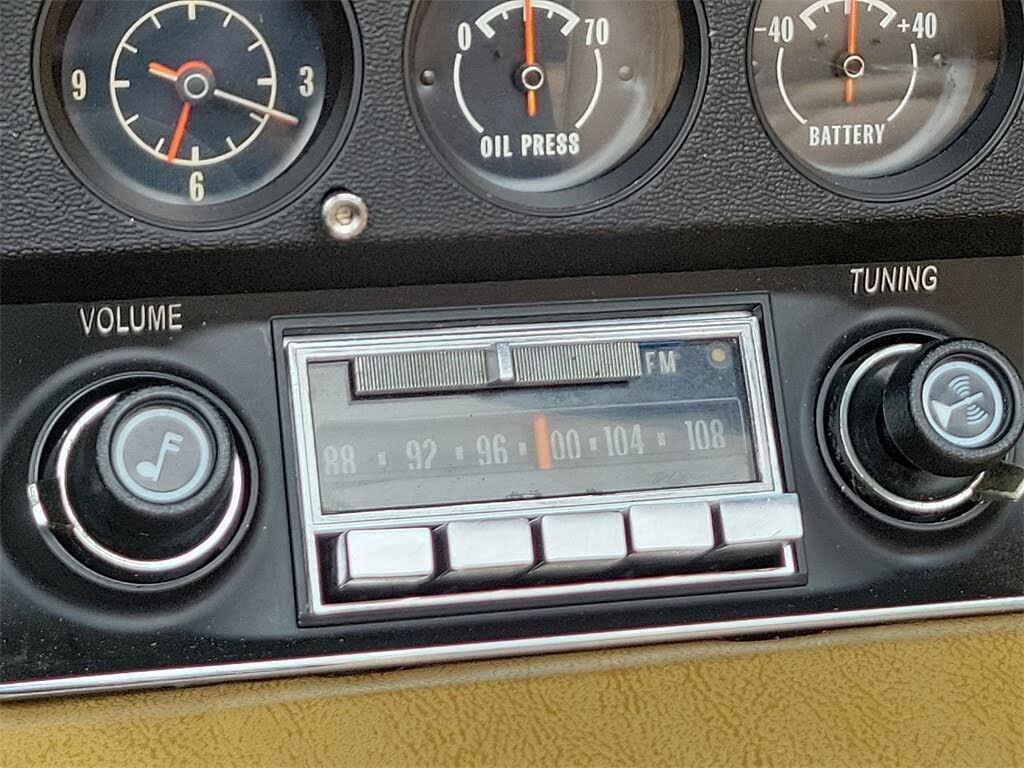 9 3 6
0 70
OIL PRESS
-40 +40
BATTERY
VOLUME
TUNING
FM
88 92 96 00 104 108